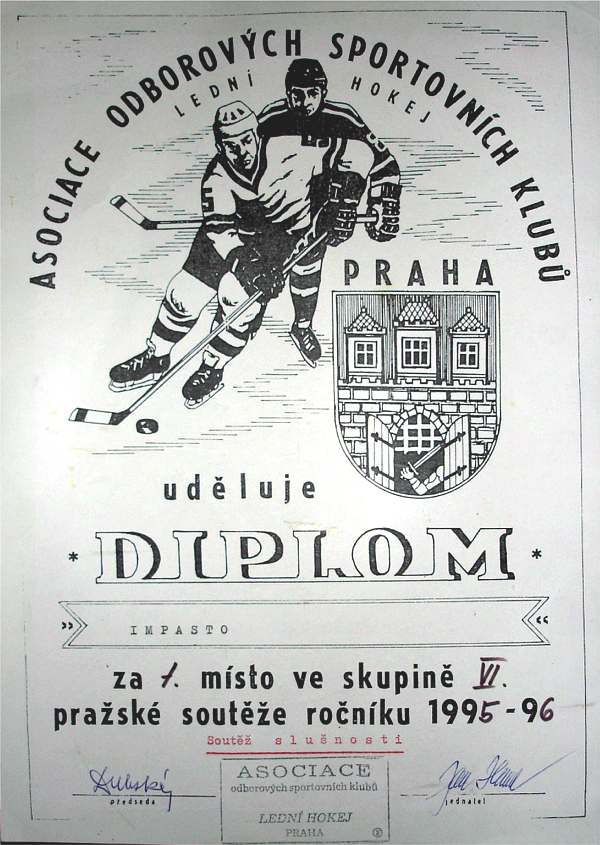 ASOCIACE ODBOROVÝCH SPORTOVNÍCH KLUBŮ
LEDNÍ HOKEJ
PRAHA
uděluje
* DIPLOM *
IMPASTO
za 1. místo ve skupině VI.
pražské soutěže ročníku 1995-96
Soutěž slušnosti
předseda
jednatel
ASOCIACE
odborových sportovních klubů
LEDNÍ HOKEJ
PRAHA